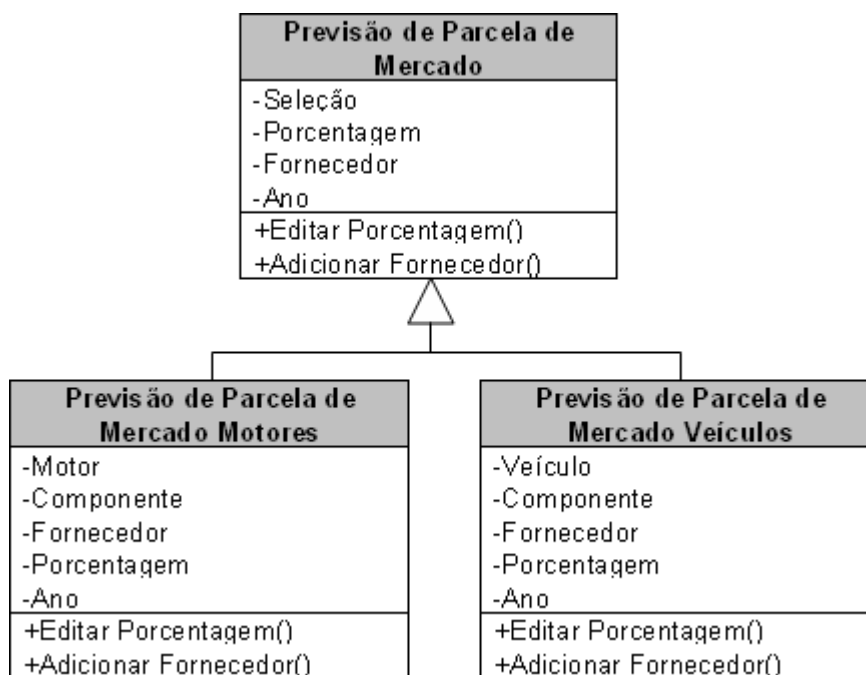 Previsão de Parcela de
Mercado
-Seleção
-Porcentagem
-Fornecedor
-Ano
+Editar Porcentagem()
+Adicionar Fornecedor()
Previsão de Parcela de
Mercado Motores
-Motor
-Componente
-Fornecedor
-Porcentagem
-Ano
+Editar Porcentagem()
+Adicionar Fornecedor()
Previsão de Parcela de
Mercado Veículos
-Veículo
-Componente
-Fornecedor
-Porcentagem
-Ano
+Editar Porcentagem()
+Adicionar Fornecedor()